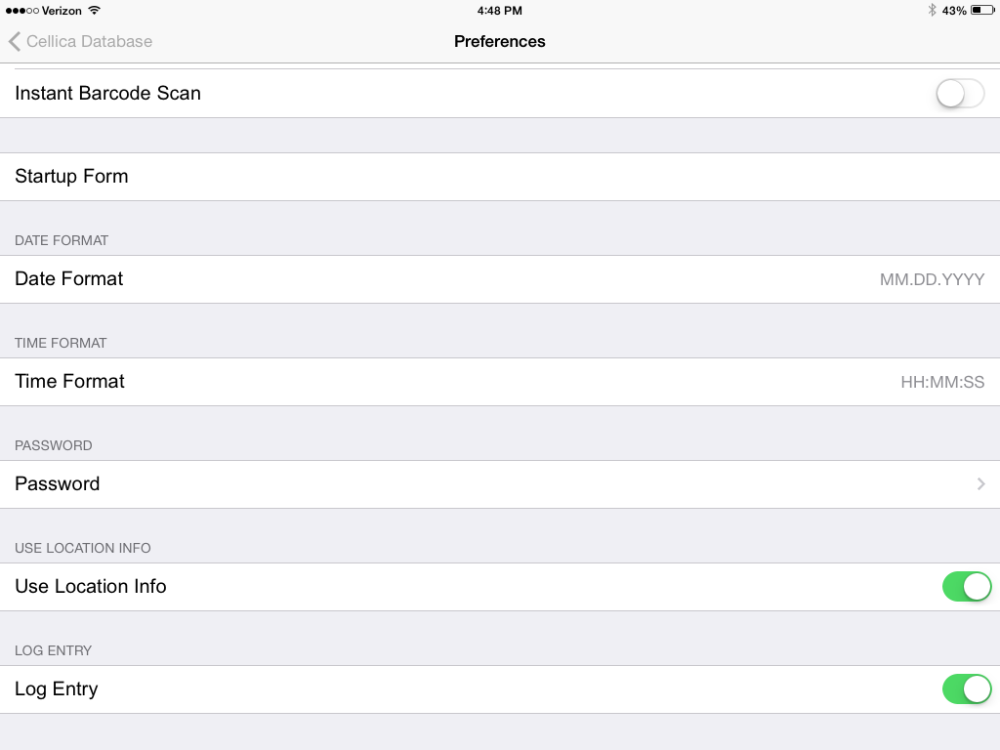 Verizon 4:48 PM 43%
Cellica Database Preferences
Instant Barcode Scan
Startup Form
DATE FORMAT
Date Format MM.DD.YYYY
TIME FORMAT
Time Format HH:MM:SS
PASSWORD
Password
USE LOCATION INFO
Use Location Info
LOG ENTRY
Log Entry